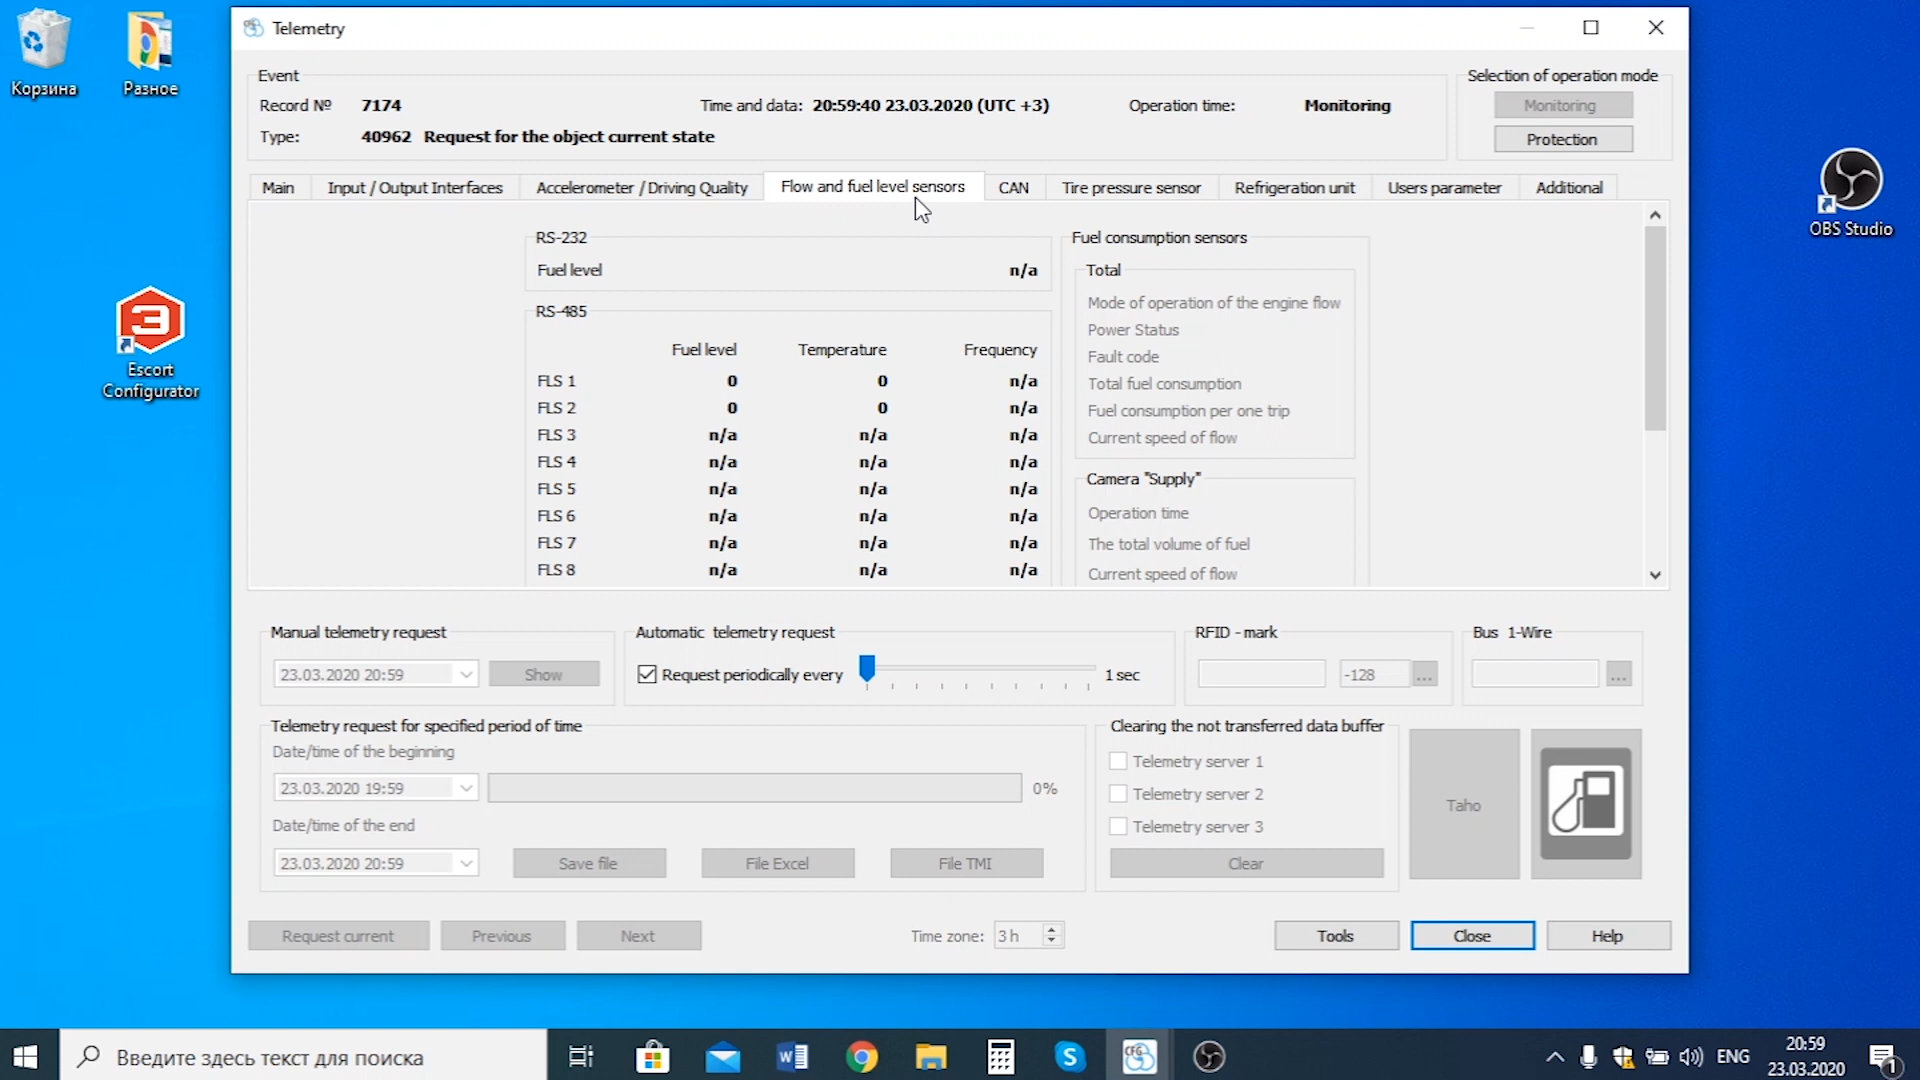 Корзина
Разное
Escort
Configurator
OBS Studio
Telemetry
Event
Record №
7174
Time and data: 20:59:40 23.03.2020 (UTC +3)
Operation time:
Monitoring
Type:
40962 Request for the object current state
Selection of operation mode
Monitoring
Protection
Main
Input / Output Interfaces
Accelerometer / Driving Quality
Flow and fuel level sensors
CAN
Tire pressure sensor
Refrigeration unit
Users parameter
Additional
RS-232
Fuel level n/a
RS-485
Fuel level Temperature Frequency
FLS 1 0 0 n/a
FLS 2 0 0 n/a
FLS 3 n/a n/a n/a
FLS 4 n/a n/a n/a
FLS 5 n/a n/a n/a
FLS 6 n/a n/a n/a
FLS 7 n/a n/a n/a
FLS 8 n/a n/a n/a
Fuel consumption sensors
Total
Mode of operation of the engine flow
Power Status
Fault code
Total fuel consumption
Fuel consumption per one trip
Current speed of flow
Camera "Supply"
Operation time
The total volume of fuel
Current speed of flow
Manual telemetry request
23.03.2020 20:59
Show
Automatic telemetry request
Request periodically every
1 sec
RFID - mark
-128
...
Bus 1-Wire
...
Telemetry request for specified period of time
Date/time of the beginning
23.03.2020 19:59
0%
Date/time of the end
23.03.2020 20:59
Save file
File Excel
File TMI
Clearing the not transferred data buffer
Telemetry server 1
Telemetry server 2
Telemetry server 3
Clear
Taho
Request current
Previous
Next
Time zone: 3 h
Tools
Close
Help
Введите здесь текст для поиска
CFG
ENG
20:59
23.03.2020
1